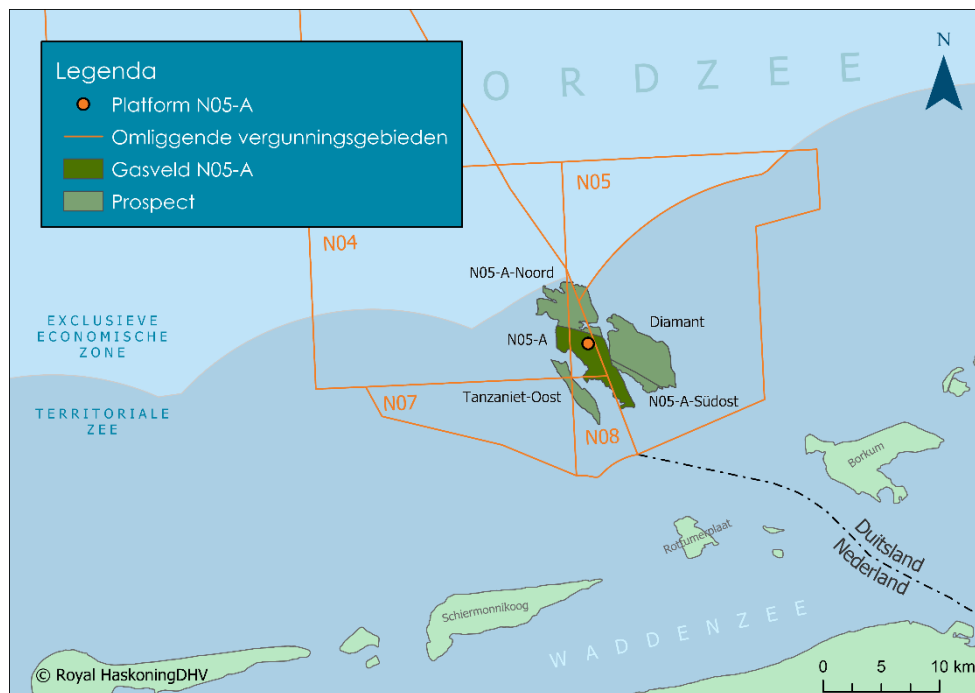 N
ORDZEE
Legenda
Platform N05-A
Omliggende vergunningsgebieden
Gasveld N05-A
Prospect
N05
N04
N05-A-Noord
Diamant
N05-A
EXCLUSIEVE
ECONOMISCHE
ZONE
TERRITORIALE
ZEE
N07
Tanzaniet-Oost
N05-A-Südost
N08
Borkum
Rottumerplaat
Duitsland
Nederland
Schiermonnikoog
WADDENZEE
© Royal HaskoningDHV
0 5 10 km